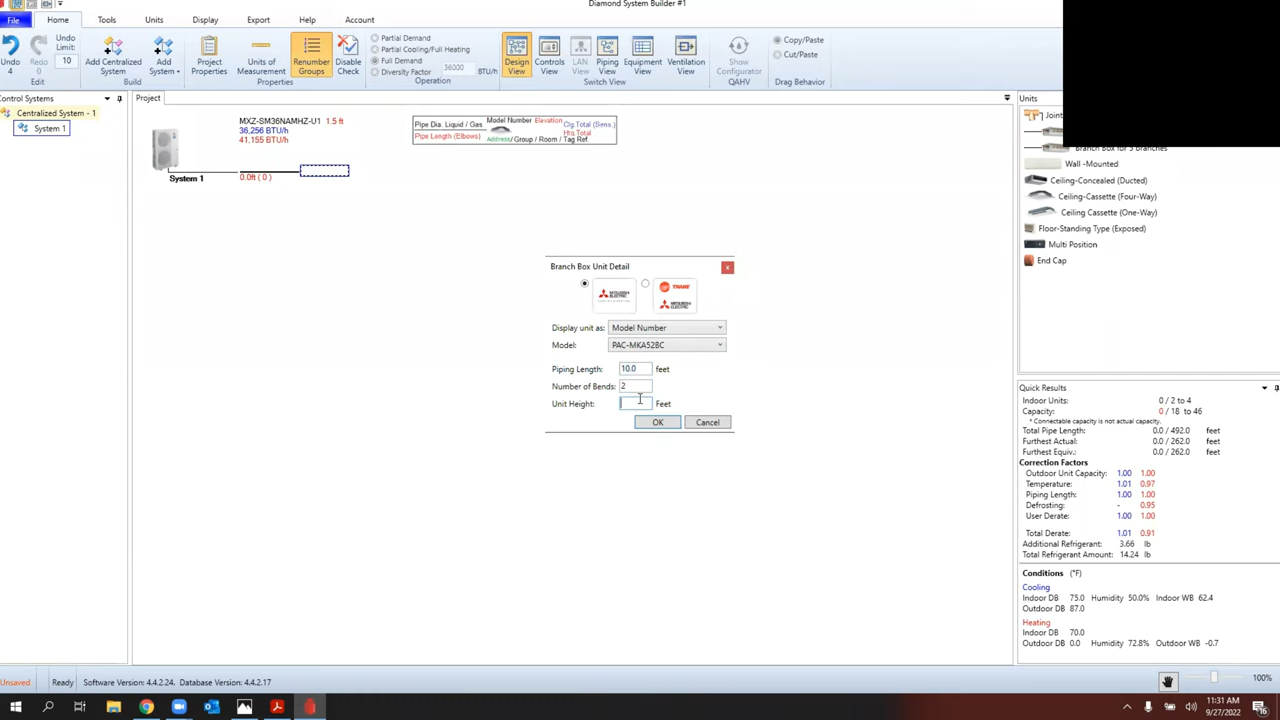 Diamond System Builder #1
File Home Tools Units Display Export Help Account
Undo 4
Redo 0
Undo Limit: 10
Edit
Add Centralized System
Add System
Build
Project Properties
Units of Measurement
Properties
Renumber Groups
Disable Check
Partial Demand
Partial Cooling/Full Heating
Full Demand
Diversity Factor 36000 BTU/h
Operation
Design View
Controls View
LAN View
Piping View
Equipment View
Ventilation View
Switch View
Show Configurator
QAHV
Copy/Paste
Cut/Paste
Drag Behavior
Control Systems
Centralized System - 1
System 1
Project
MXZ-SM36NAMHZ-U1 1.5 ft
36,256 BTU/h
41,155 BTU/h
System 1
0.0ft ( 0 )
Pipe Dia. Liquid / Gas Model Number Elevation Clg Total (Sens.)
Pipe Length (Elbows) Htg Total
Address/ Group / Room / Tag Ref.
Branch Box Unit Detail
x
MITSUBISHI ELECTRIC
TRANE
MITSUBISHI ELECTRIC
Display unit as: Model Number
Model: PAC-MKA52BC
Piping Length: 10.0 feet
Number of Bends: 2
Unit Height: Feet
OK Cancel
Units
Joint
Branch Box for 5 branches
Wall -Mounted
Ceiling-Concealed (Ducted)
Ceiling-Cassette (Four-Way)
Ceiling Cassette (One-Way)
Floor-Standing Type (Exposed)
Multi Position
End Cap
Quick Results
Indoor Units: 0 / 2 to 4
Capacity: 0 / 18 to 46
* Connectable capacity is not actual capacity.
Total Pipe Length: 0.0 / 492.0 feet
Furthest Actual: 0.0 / 262.0 feet
Furthest Equiv.: 0.0 / 262.0 feet
Correction Factors
Outdoor Unit Capacity: 1.00 1.00
Temperature: 1.01 0.97
Piping Length: 1.00 1.00
Defrosting: - 0.95
User Derate: 1.00 1.00
Total Derate: 1.01 0.91
Additional Refrigerant: 3.66 lb
Total Refrigerant Amount: 14.24 lb
Conditions (°F)
Cooling
Indoor DB 75.0 Humidity 50.0% Indoor WB 62.4
Outdoor DB 87.0
Heating
Indoor DB 70.0
Outdoor DB 0.0 Humidity 72.8% Outdoor WB -0.7
Unsaved Ready Software Version: 4.4.2.24. Database Version: 4.4.2.17
100%
11:31 AM
9/27/2022
16